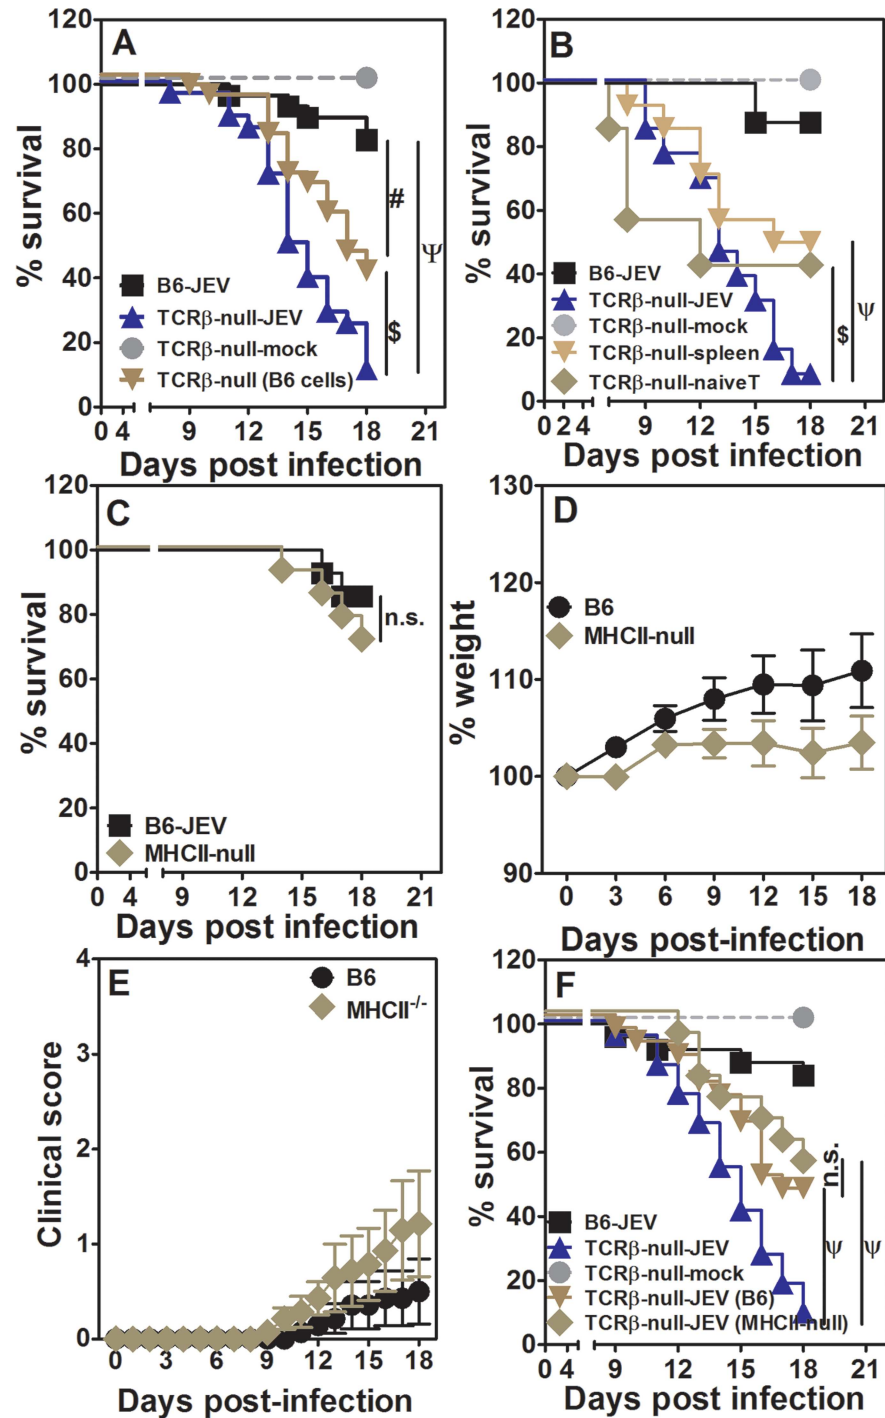 A
120
100
80
60
40
20
0
% survival
B6-JEV
TCRβ-null-JEV
TCRβ-null-mock
TCRβ-null (B6 cells)
#
$
Ψ
0 4 9 12 15 18 21
Days post infection
B
120
100
80
60
40
20
0
% survival
B6-JEV
TCRβ-null-JEV
TCRβ-null-mock
TCRβ-null-spleen
TCRβ-null-naiveT
$
Ψ
0 2 4 9 12 15 18 21
Days post infection
C
120
100
80
60
40
20
0
% survival
n.s.
B6-JEV
MHCII-null
0 4 9 12 15 18 21
Days post infection
D
130
120
110
100
90
% weight
B6
MHCII-null
0 3 6 9 12 15 18
Days post-infection
E
4
3
2
1
0
Clinical score
B6
MHCII-/-
0 3 6 9 12 15 18
Days post-infection
F
120
100
80
60
40
20
0
% survival
n.s.
Ψ
Ψ
B6-JEV
TCRβ-null-JEV
TCRβ-null-mock
TCRβ-null-JEV (B6)
TCRβ-null-JEV (MHCII-null)
0 4 9 12 15 18 21
Days post infection